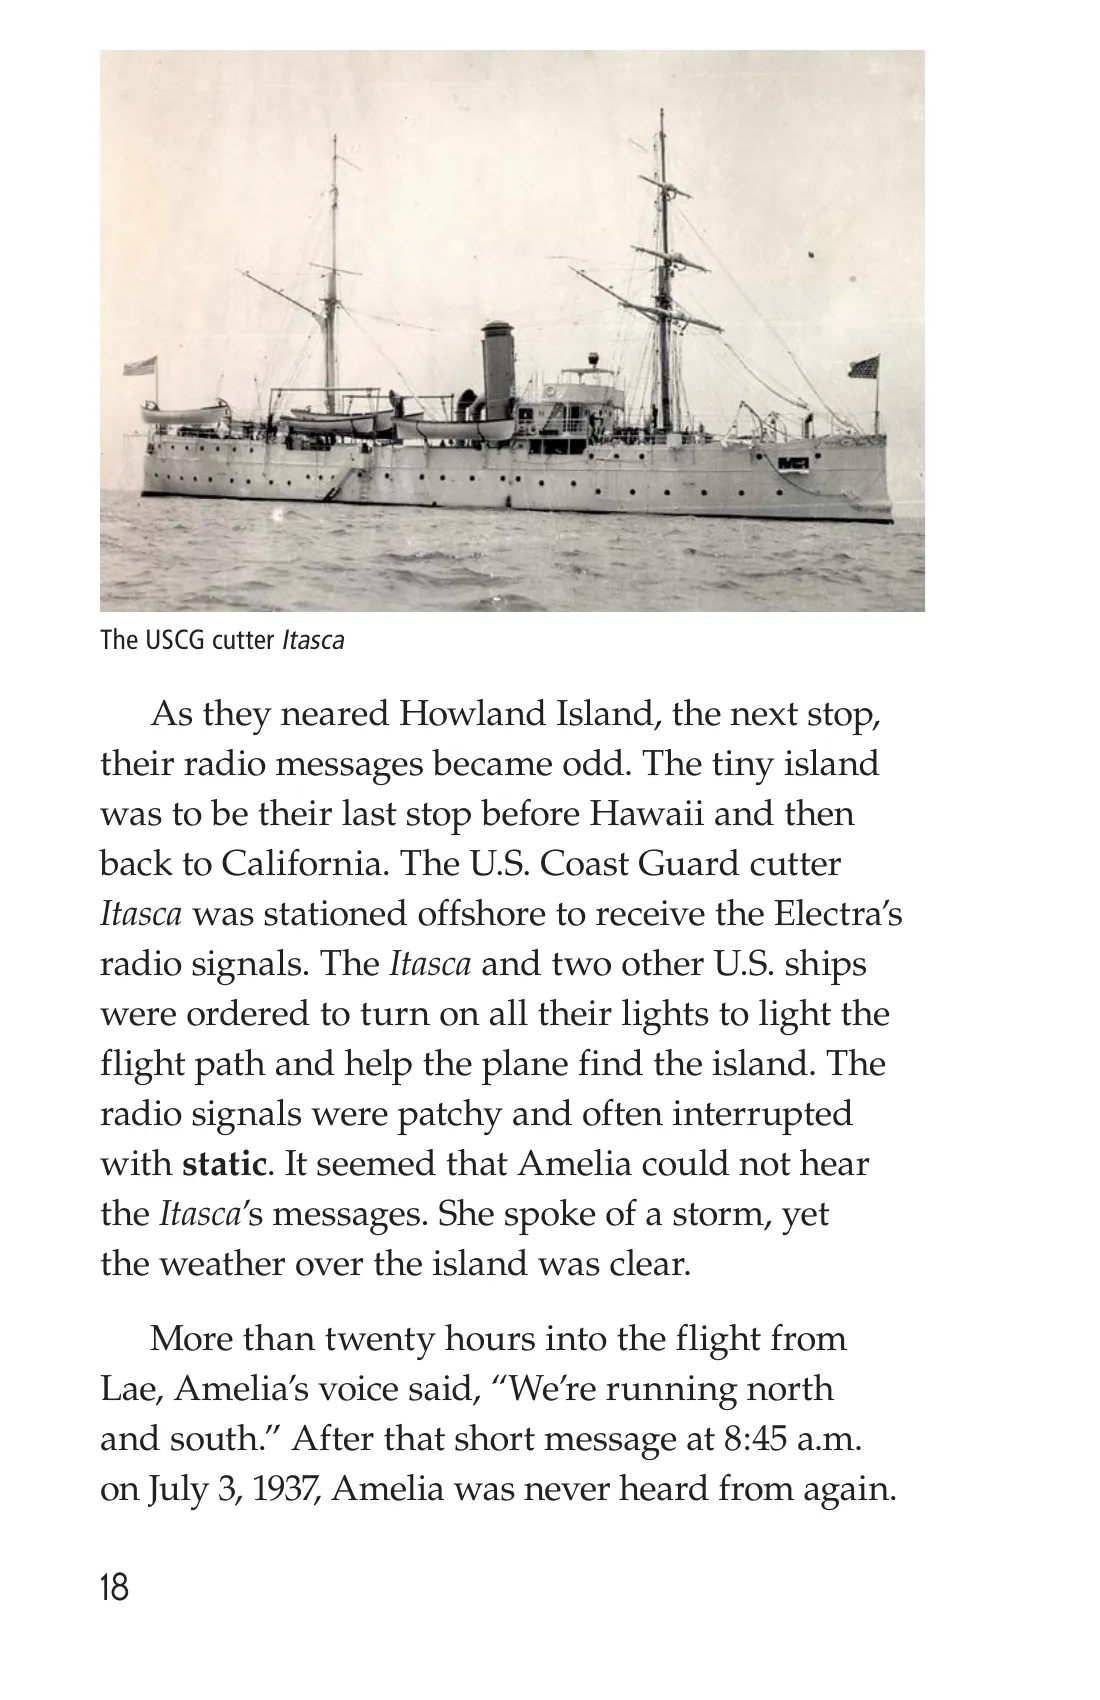 The USCG cutter Itasca
As they neared Howland Island, the next stop,
their radio messages became odd. The tiny island
was to be their last stop before Hawaii and then
back to California. The U.S. Coast Guard cutter
Itasca was stationed offshore to receive the Electra’s
radio signals. The Itasca and two other U.S. ships
were ordered to turn on all their lights to light the
flight path and help the plane find the island. The
radio signals were patchy and often interrupted
with static. It seemed that Amelia could not hear
the Itasca’s messages. She spoke of a storm, yet
the weather over the island was clear.
More than twenty hours into the flight from
Lae, Amelia’s voice said, “We’re running north
and south.” After that short message at 8:45 a.m.
on July 3, 1937, Amelia was never heard from again.
18